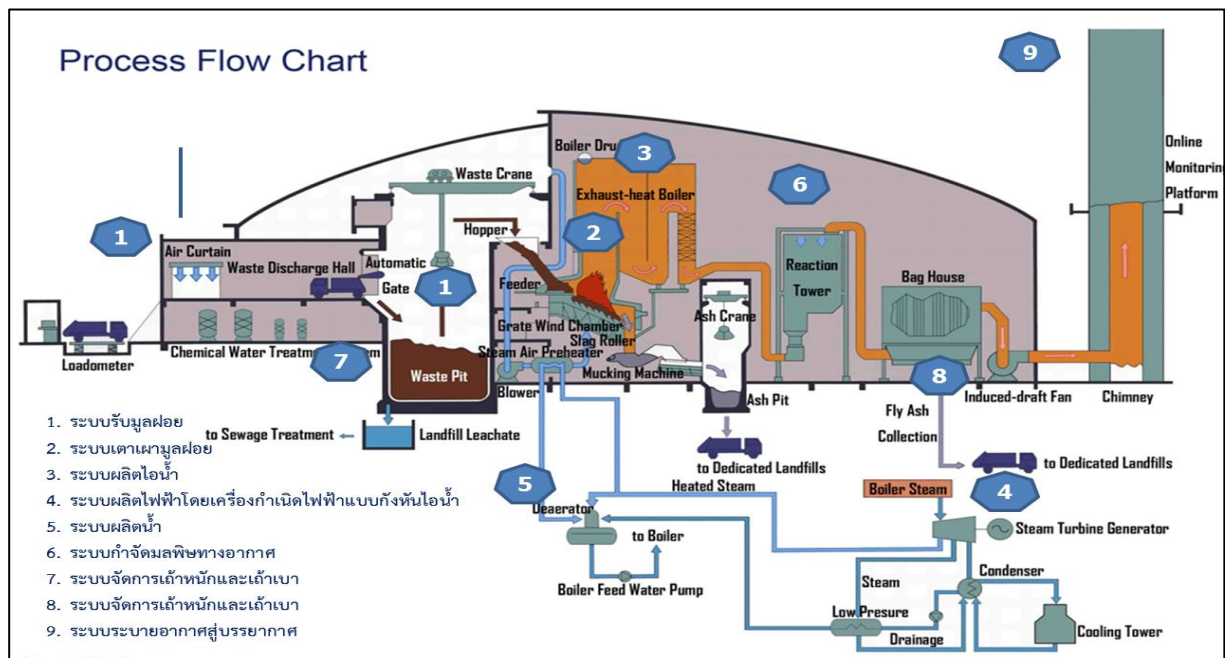 Process Flow Chart
9
Boiler Dru
3
Waste Crane
Online
Monitoring
Platform
6
Exhaust-heat Boiler
Hopper
2
1
Air Curtain
Waste Discharge Hall
Automatic
Gate
1
Reaction
Tower
Bag House
Feeder
Grate Wind Chamber
Slag Roller
Ash Crane
Loadometer
Chemical Water Treatm
em
7
Steam Air Preheater
Waste Pit
Mucking Machine
8
Blower
Ash Pit
Induced-draft Fan
Chimney
Fly Ash
Collection
1. ระบบรับมูลฝอย
2. ระบบเตาเผามูลฝอย
3. ระบบผลิตไอน้ำ
4. ระบบผลิตไฟฟ้าโดยเครื่องกำเนิดไฟฟ้าแบบกังหันไอน้ำ
5. ระบบผลิตน้ำ
6. ระบบกำจัดมลพิษทางอากาศ
7. ระบบจัดการเถ้าหนักและเถ้าเบา
8. ระบบจัดการเถ้าหนักและเถ้าเบา
9. ระบบระบายอากาศสู่บรรยากาศ
to Sewage Treatment
Landfill Leachate
to Dedicated Landfills
to Dedicated Landfills
5
Heated Steam
Boiler Steam
4
Deaerator
to Boiler
Steam Turbine Generator
Boiler Feed Water Pump
Steam
Condenser
Low Presure
Drainage
Cooling Tower